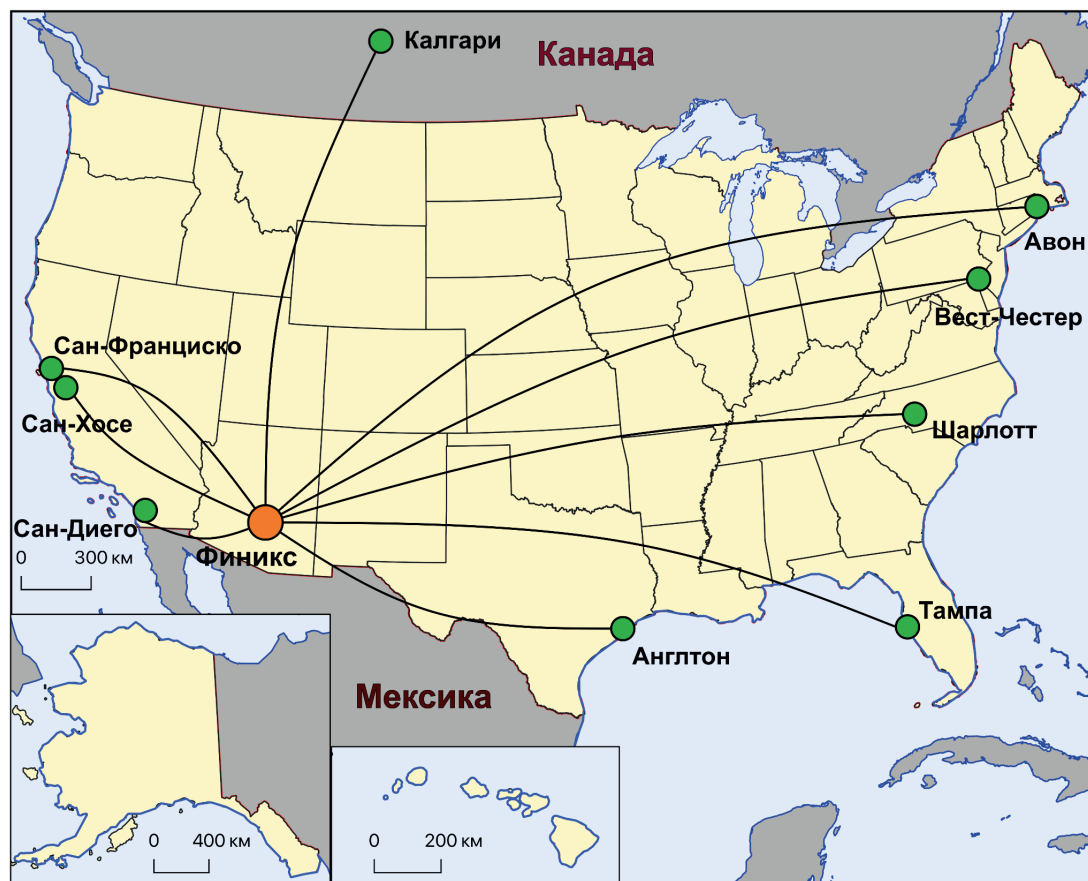 Калгари
Канада
Авон
Вест-Честер
Сан-Франциско
Сан-Хосе
Шарлотт
Сан-Диего
Финикс
0 300 км
Тампа
Англтон
Мексика
0 400 км
0 200 км